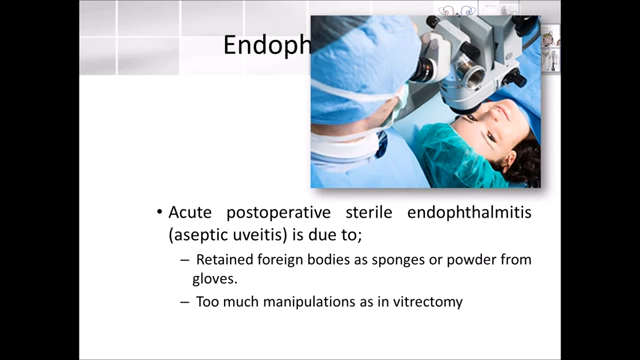 Endoph
• Acute postoperative sterile endophthalmitis
(aseptic uveitis) is due to;
– Retained foreign bodies as sponges or powder from
gloves.
– Too much manipulations as in vitrectomy